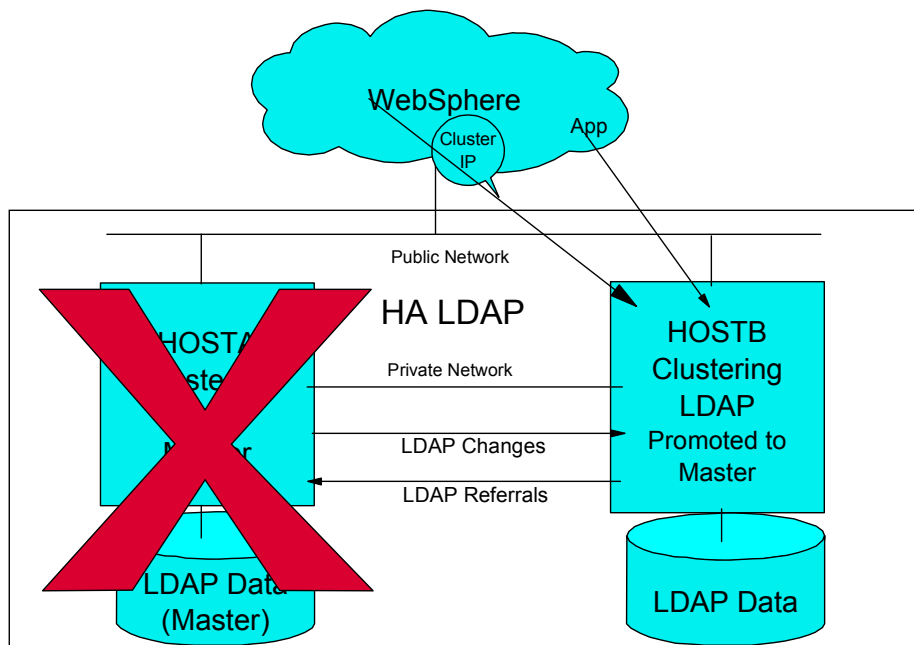 WebSphere
App
Cluster
IP
Public Network
HA LDAP
HOSTA
HOSTB
Clustering
LDAP
Promoted to
Master
Private Network
LDAP Changes
LDAP Referrals
LDAP Data
(Master)
LDAP Data